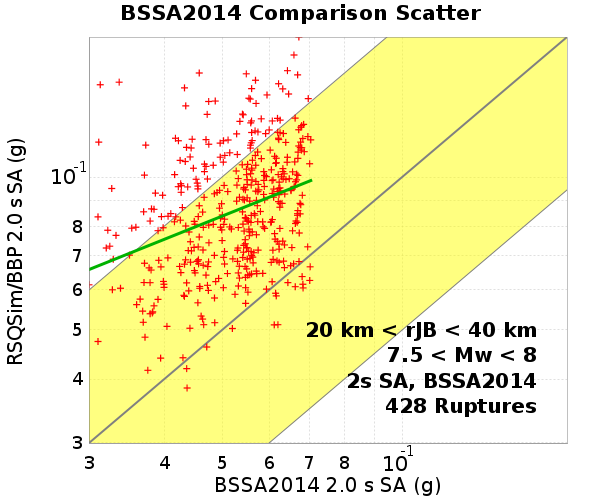 BSSA2014 Comparison Scatter
RSQSim/BBP 2.0 s SA (g)
10-1
8
7
6
5
4
3
20 km < rJB < 40 km
7.5 < Mw < 8
2s SA, BSSA2014
428 Ruptures
3 4 5 6 7 8 10-1
BSSA2014 2.0 s SA (g)